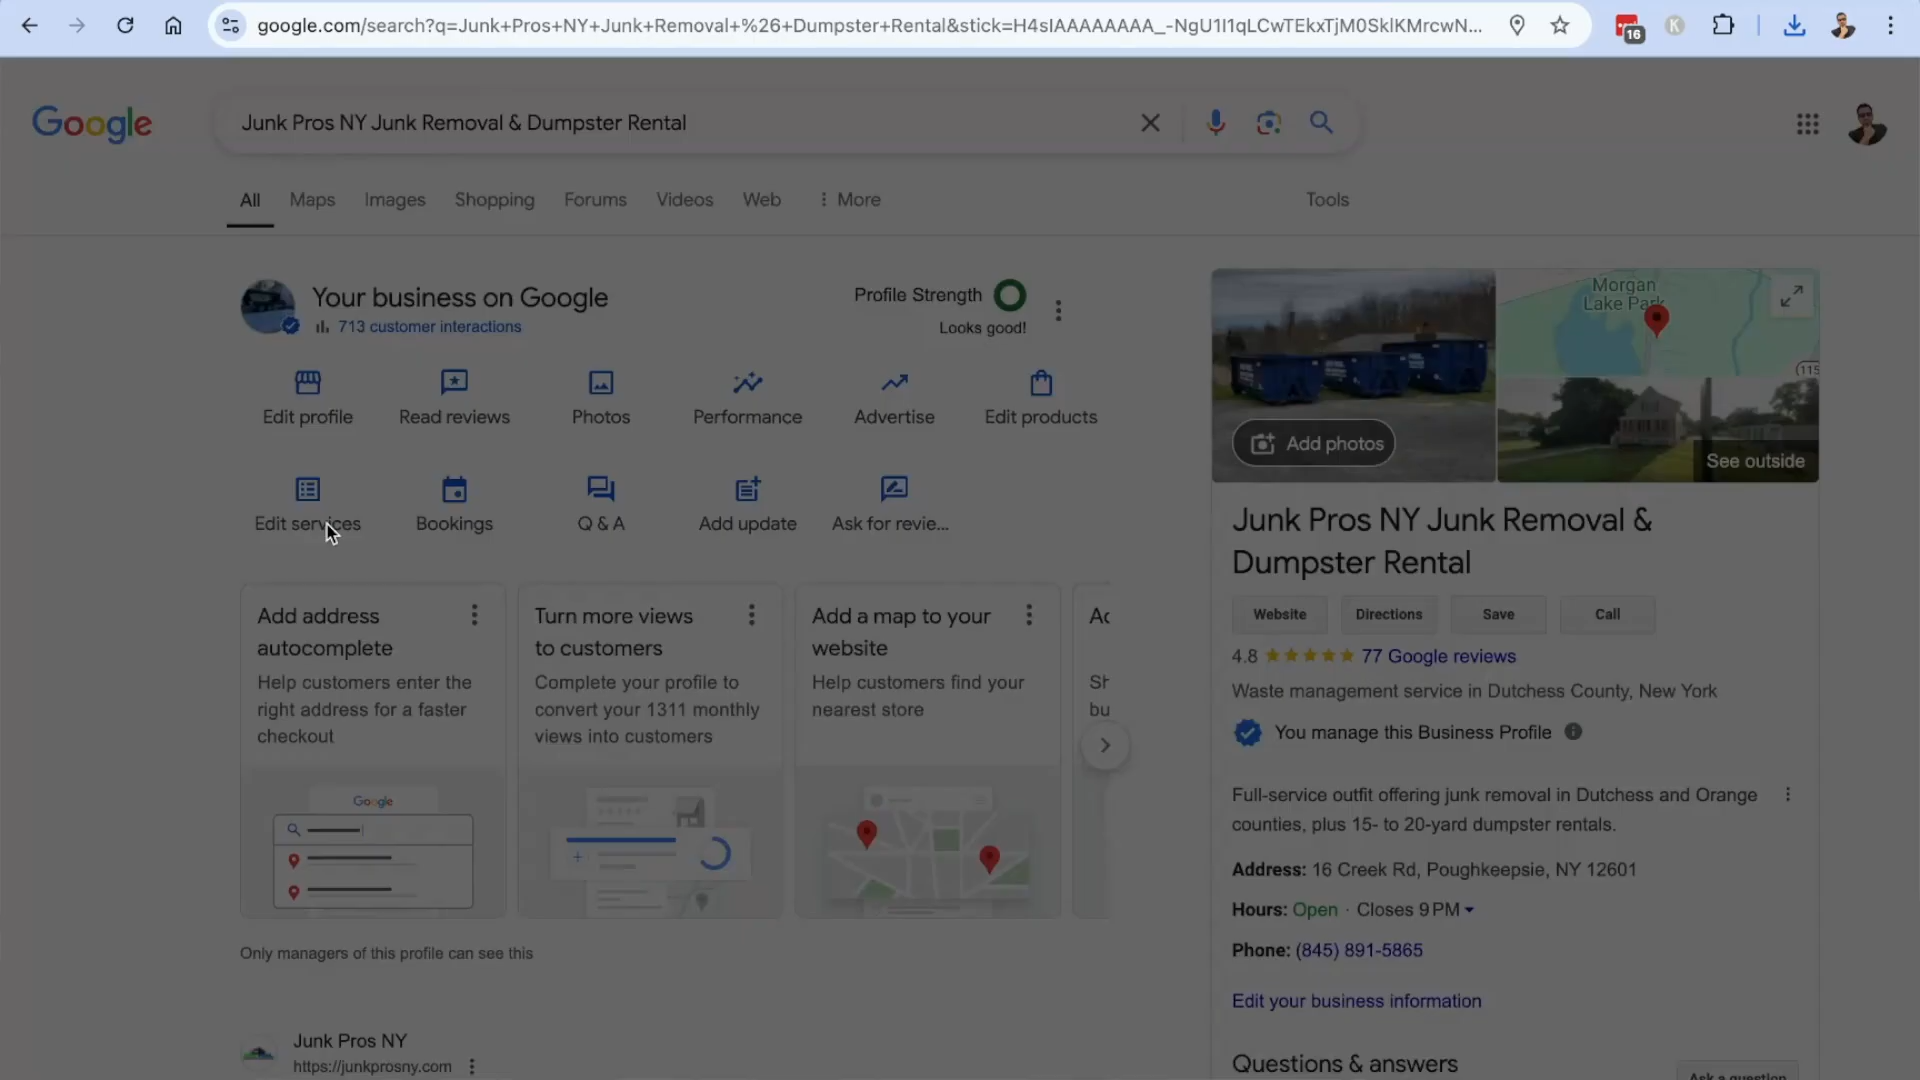 google.com/search?q=Junk+Pros+NY+Junk+Removal+%26+Dumpster+Rental&stick=H4sIAAAAAAAA_-NgU1I1qLCwTEkxTjM0SklKMrcwN...
16
K
Google
Junk Pros NY Junk Removal & Dumpster Rental
All
Maps
Images
Shopping
Forums
Videos
Web
More
Tools
Your business on Google
713 customer interactions
Profile Strength
Looks good!
Edit profile
Read reviews
Photos
Performance
Advertise
Edit products
Edit services
Bookings
Q & A
Add update
Ask for revie...
Add address
autocomplete
Help customers enter the
right address for a faster
checkout
Google
Turn more views
to customers
Complete your profile to
convert your 1311 monthly
views into customers
Add a map to your
website
Help customers find your
nearest store
Only managers of this profile can see this
Junk Pros NY
https://junkprosny.com
Add photos
Morgan
Lake Park
(115
See outside
Junk Pros NY Junk Removal &
Dumpster Rental
Website
Directions
Save
Call
4.8
77 Google reviews
Waste management service in Dutchess County, New York
You manage this Business Profile
Full-service outfit offering junk removal in Dutchess and Orange
counties, plus 15- to 20-yard dumpster rentals.
Address: 16 Creek Rd, Poughkeepsie, NY 12601
Hours: Open · Closes 9 PM
Phone: (845) 891-5865
Edit your business information
Questions & answers
Ask a question